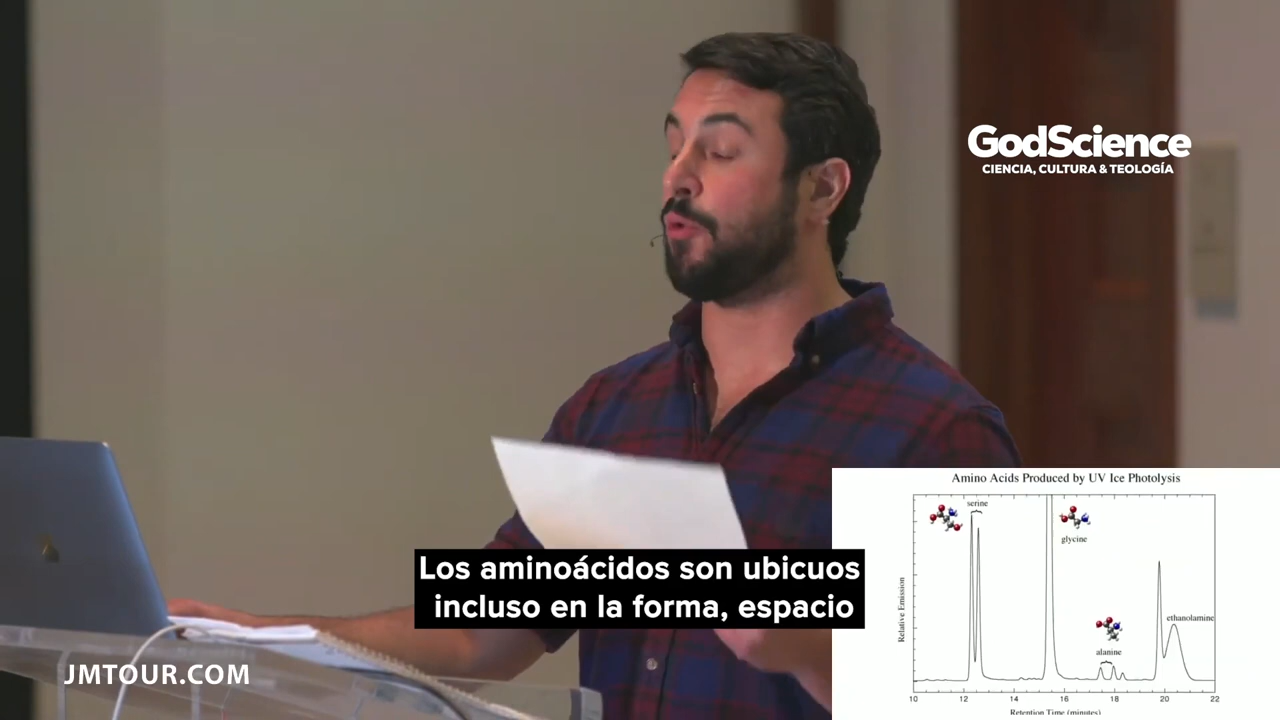 GodScience
CIENCIA, CULTURA & TEOLOGÍA
Amino Acids Produced by UV Ice Photolysis
serine
glycine
alanine
ethanolamine
Relative Emission
10 12 14 16 18 20 22
Retention Time (minutes)
Los aminoácidos son ubicuos
incluso en la forma, espacio
JMTOUR.COM